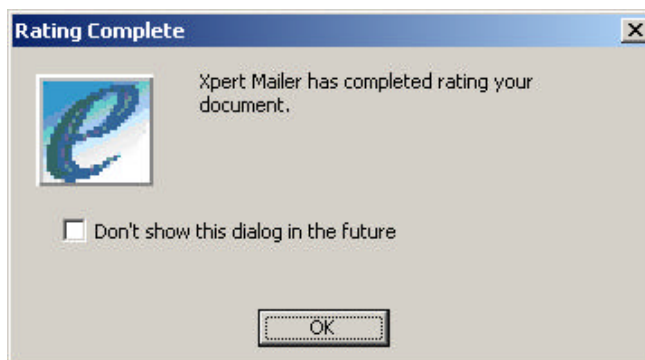 Rating Complete
Xpert Mailer has completed rating your
document.
Don't show this dialog in the future
OK